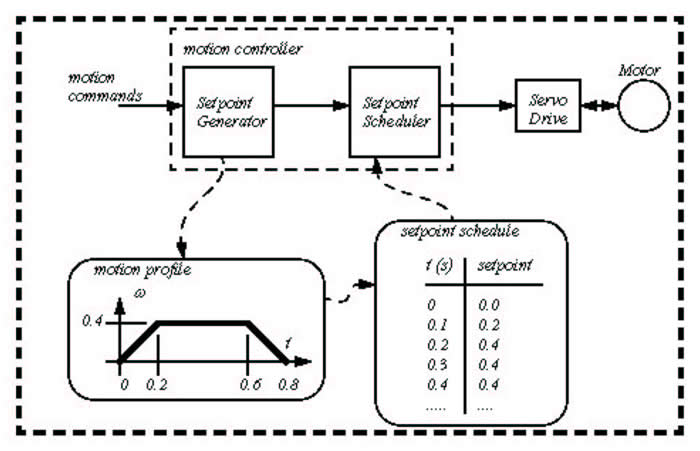 motion controller
motion
commands
Setpoint
Generator
Setpoint
Scheduler
Servo
Drive
Motor
motion profile
ω
0.4
t
0 0.2 0.6 0.8
setpoint schedule
t (s) setpoint
0 0.0
0.1 0.2
0.2 0.4
0.3 0.4
0.4 0.4
..... ....